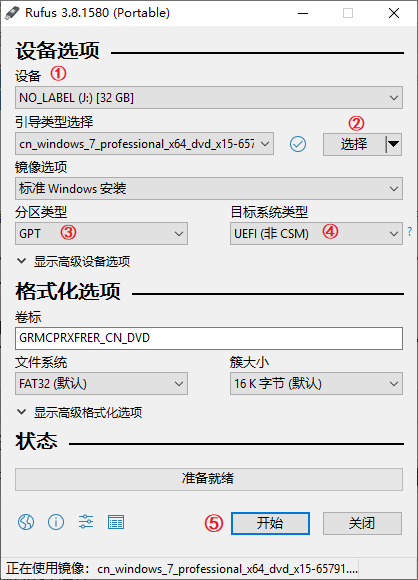 Rufus 3.8.1580 (Portable)
设备选项
设备 ①
NO_LABEL (J:) [32 GB]
引导类型选择 ②
cn_windows_7_professional_x64_dvd_x15-657 选择
镜像选项
标准 Windows 安装
分区类型 目标系统类型
GPT ③ UEFI (非 CSM) ④ ?
显示高级设备选项
格式化选项
卷标
GRMCPRXFRER_CN_DVD
文件系统 簇大小
FAT32 (默认) 16 K 字节 (默认)
显示高级格式化选项
状态
准备就绪
⑤ 开始 关闭
正在使用镜像： cn_windows_7_professional_x64_dvd_x15-65791....